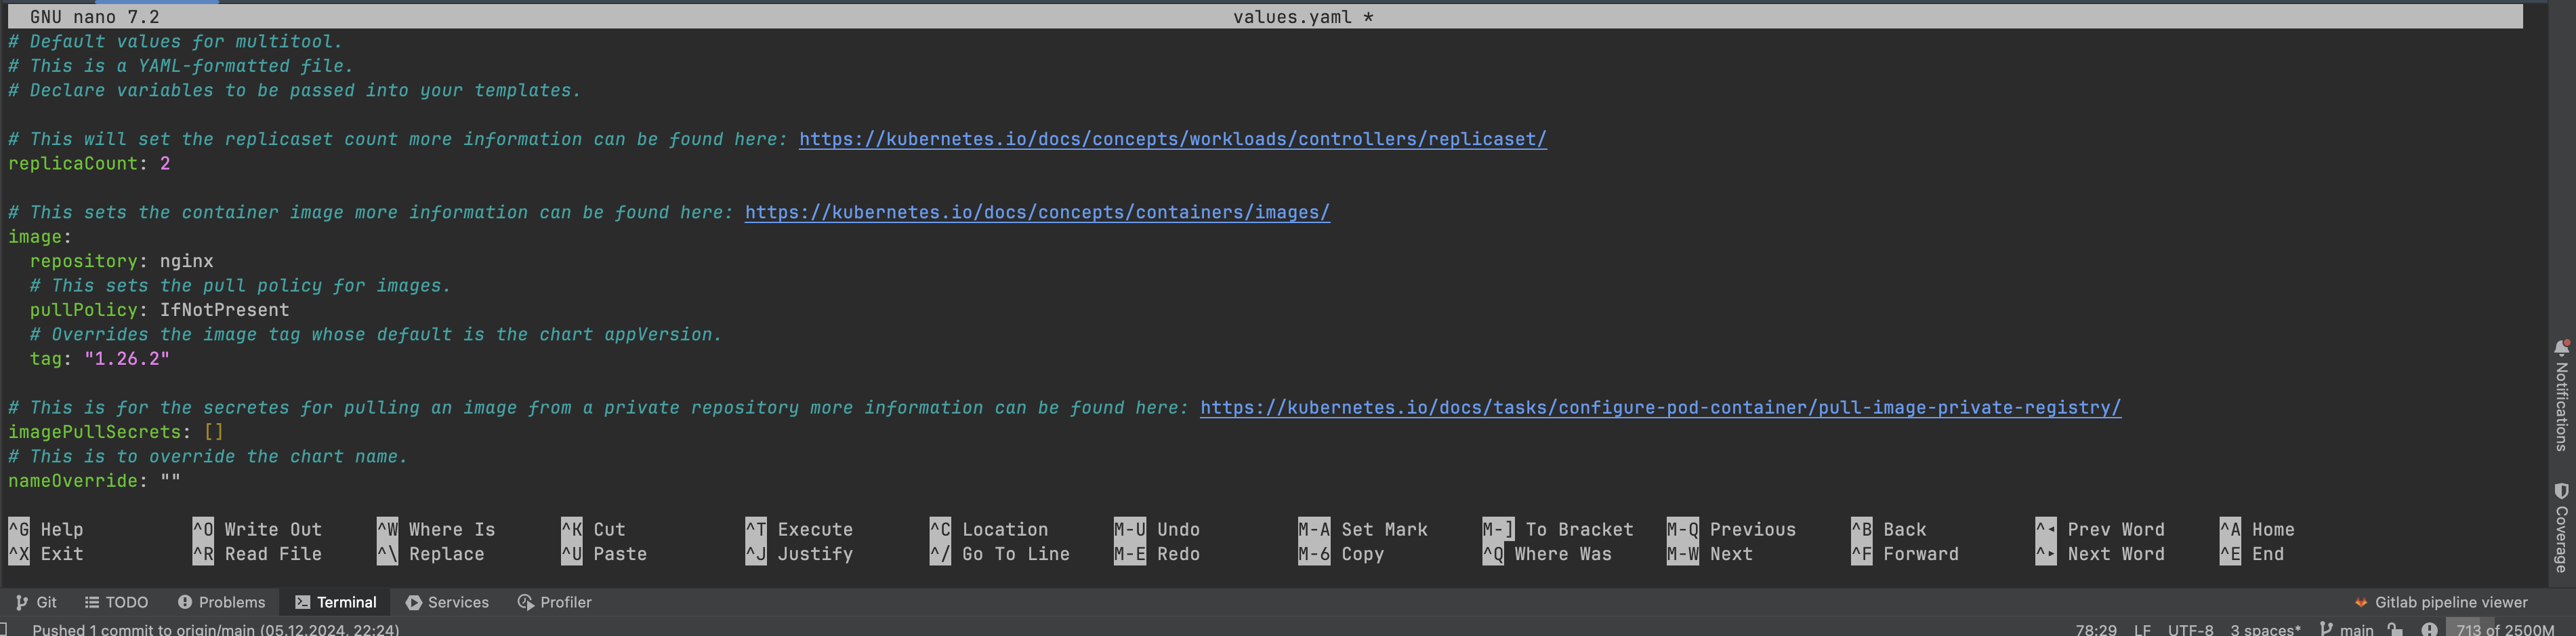 GNU nano 7.2 values.yaml *
# Default values for multitool.
# This is a YAML-formatted file.
# Declare variables to be passed into your templates.
# This will set the replicaset count more information can be found here: https://kubernetes.io/docs/concepts/workloads/controllers/replicaset/
replicaCount: 2
# This sets the container image more information can be found here: https://kubernetes.io/docs/concepts/containers/images/
image:
  repository: nginx
  # This sets the pull policy for images.
  pullPolicy: IfNotPresent
  # Overrides the image tag whose default is the chart appVersion.
  tag: "1.26.2"
# This is for the secretes for pulling an image from a private repository more information can be found here: https://kubernetes.io/docs/tasks/configure-pod-container/pull-image-private-registry/
imagePullSecrets: []
# This is to override the chart name.
nameOverride: ""
^G Help ^O Write Out ^W Where Is ^K Cut ^T Execute ^C Location M-U Undo M-A Set Mark M-] To Bracket M-Q Previous ^B Back ^◂ Prev Word ^A Home
^X Exit ^R Read File ^\ Replace ^U Paste ^J Justify ^/ Go To Line M-E Redo M-6 Copy ^Q Where Was M-W Next ^F Forward ^▸ Next Word ^E End
Notifications
Coverage
Git TODO Problems Terminal Services Profiler Gitlab pipeline viewer
Pushed 1 commit to origin/main (05.12.2024, 22:24) 78:29 LF UTF-8 3 spaces* main 713 of 2500M